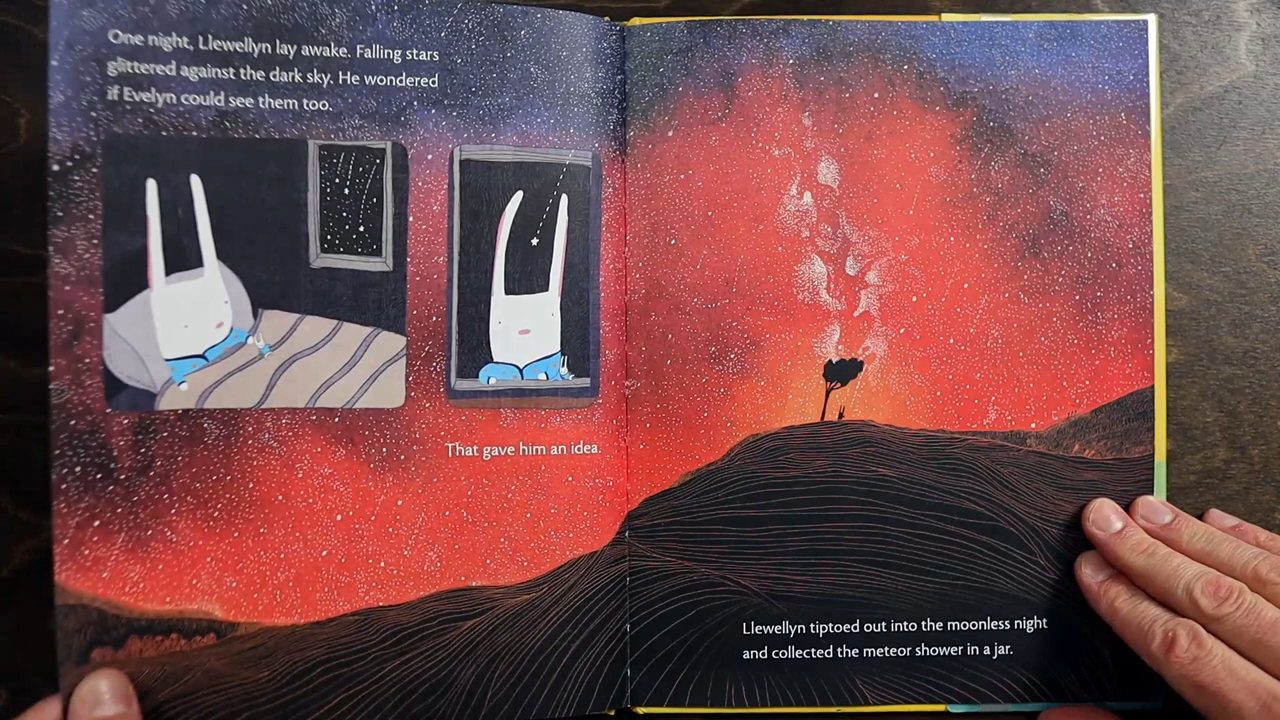 One night, Llewellyn lay awake. Falling stars
glittered against the dark sky. He wondered
if Evelyn could see them too.
That gave him an idea.
Llewellyn tiptoed out into the moonless night
and collected the meteor shower in a jar.